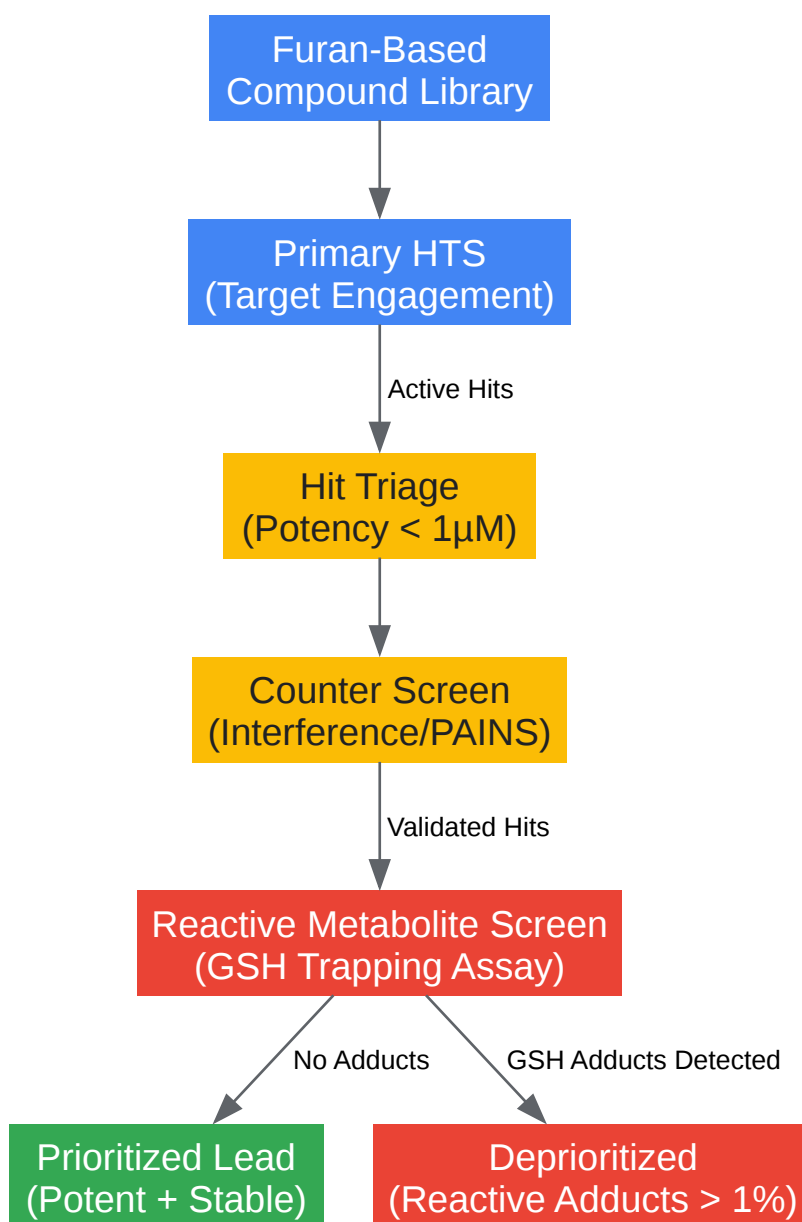 Furan-Based
Compound Library
Primary HTS
(Target Engagement)
Active Hits
Hit Triage
(Potency < 1µM)
Counter Screen
(Interference/PAINS)
Validated Hits
Reactive Metabolite Screen
(GSH Trapping Assay)
No Adducts
GSH Adducts Detected
Prioritized Lead
(Potent + Stable)
Deprioritized
(Reactive Adducts > 1%)